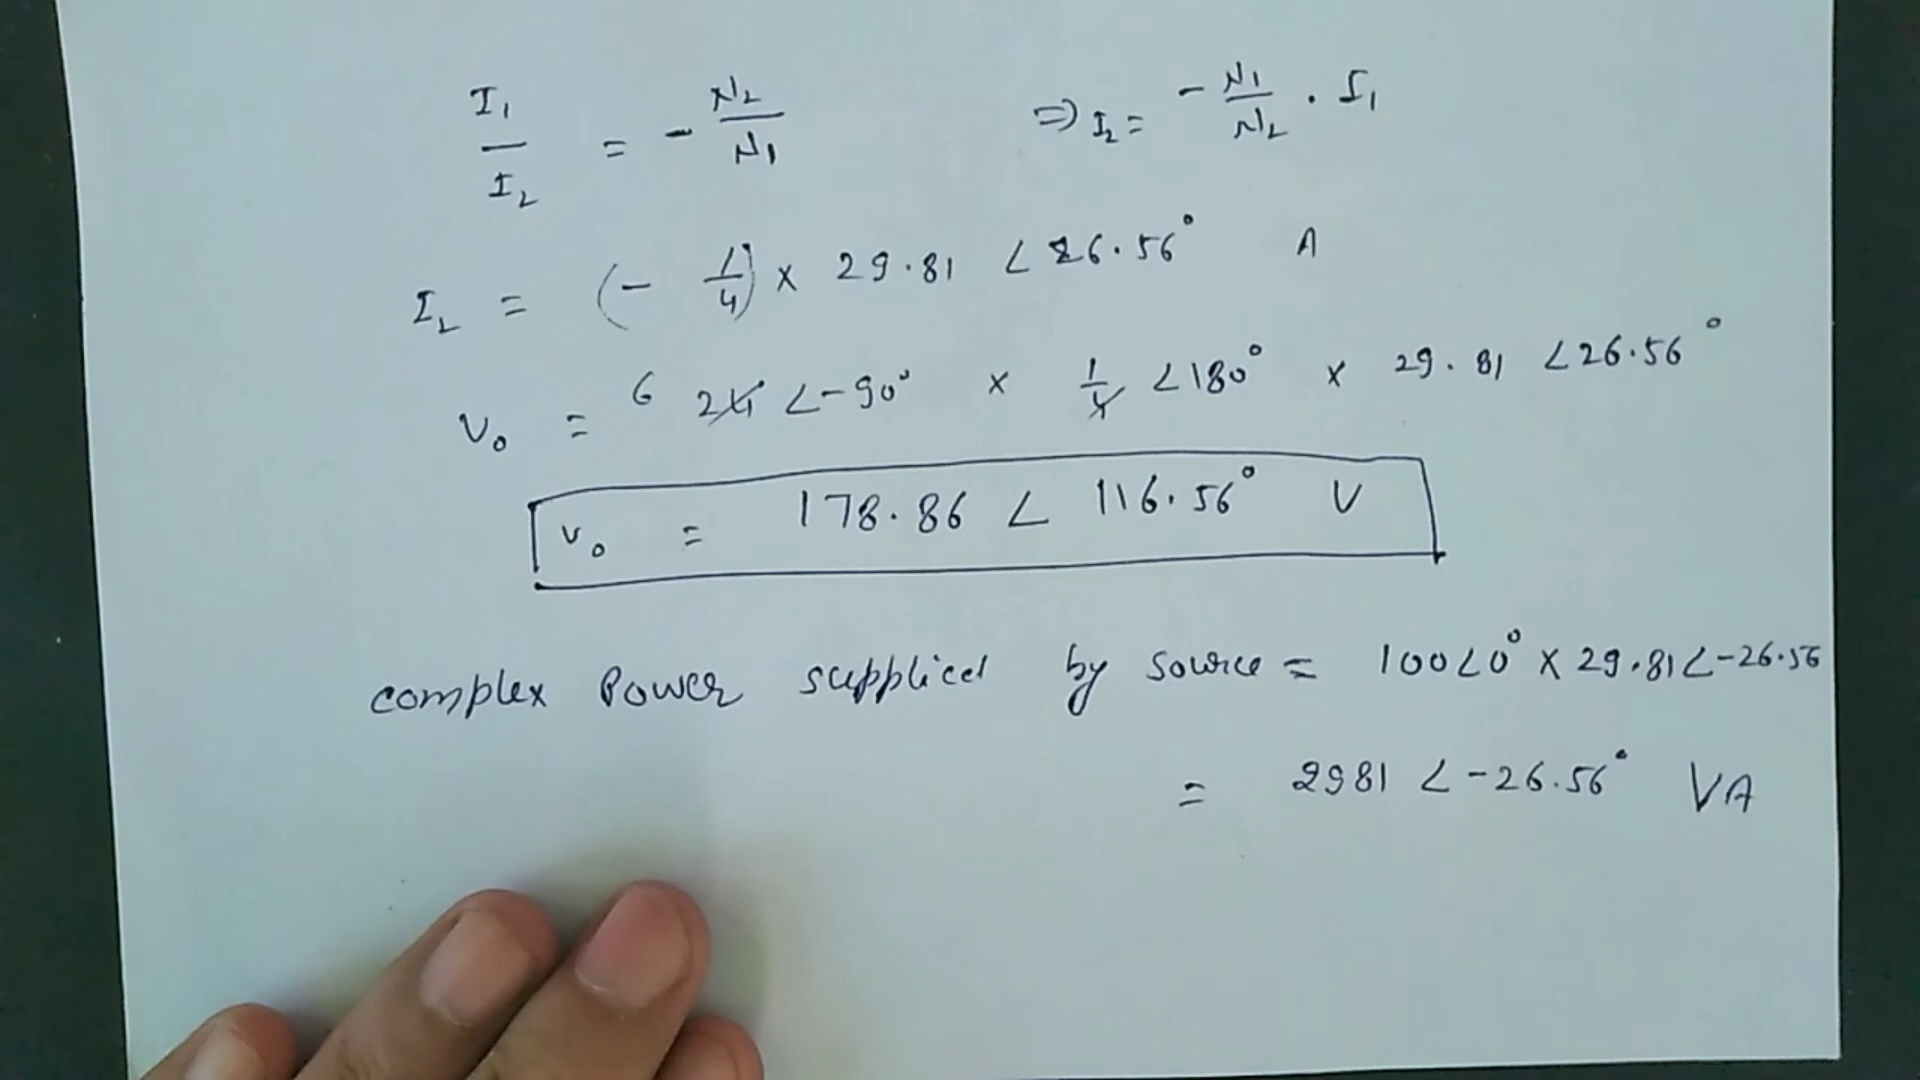 I₁/I₂ = - N₂/N₁ ⇒ I₂ = - N₁/N₂ . I₁
I₂ = (- 1/4) × 29.81 ∠ 26.56° A
V₀ = 6 24 ∠-90° × 1/4 ∠180° × 29.81 ∠26.56°
V₀ = 178.86 ∠ 116.56° V
complex Power supplied by source = 100∠0° × 29.81∠-26.56
= 2981 ∠-26.56° VA